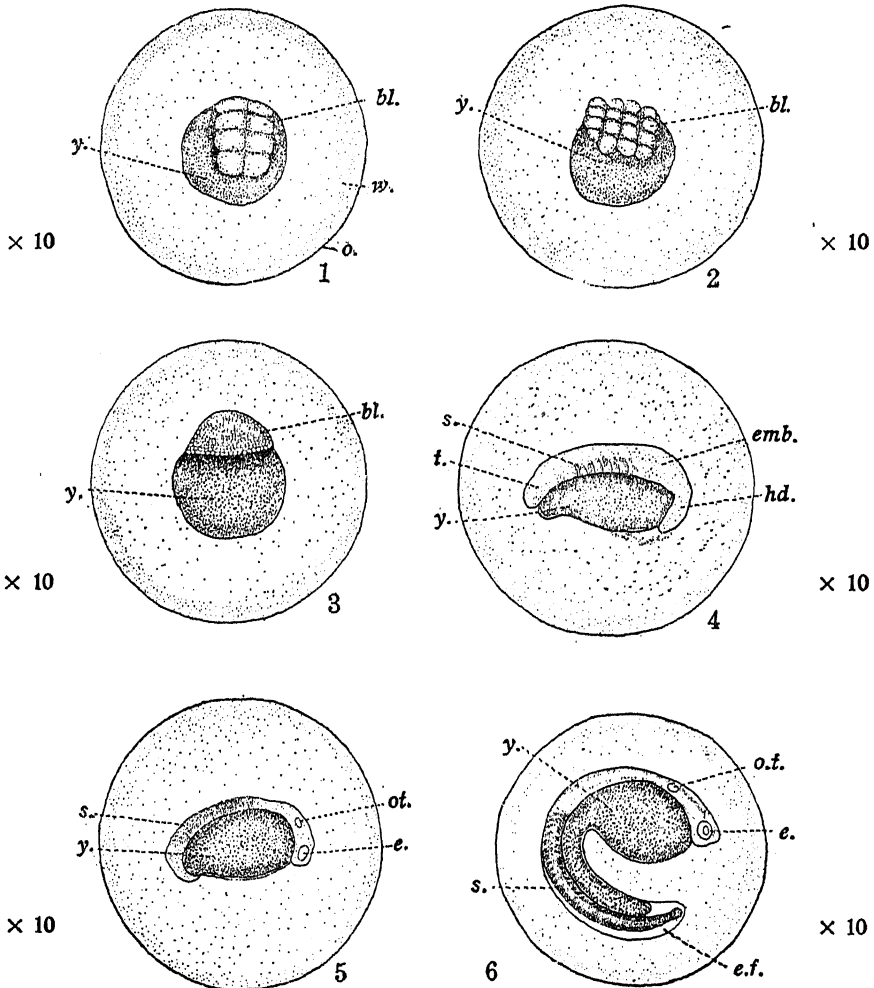 bl.
y.
w.
o.
× 10
1
y.
bl.
× 10
2
bl.
y.
× 10
3
s.
t.
y.
emb.
hd.
× 10
4
s.
y.
ot.
e.
× 10
5
y.
o.t.
e.
s.
e.f.
6
× 10